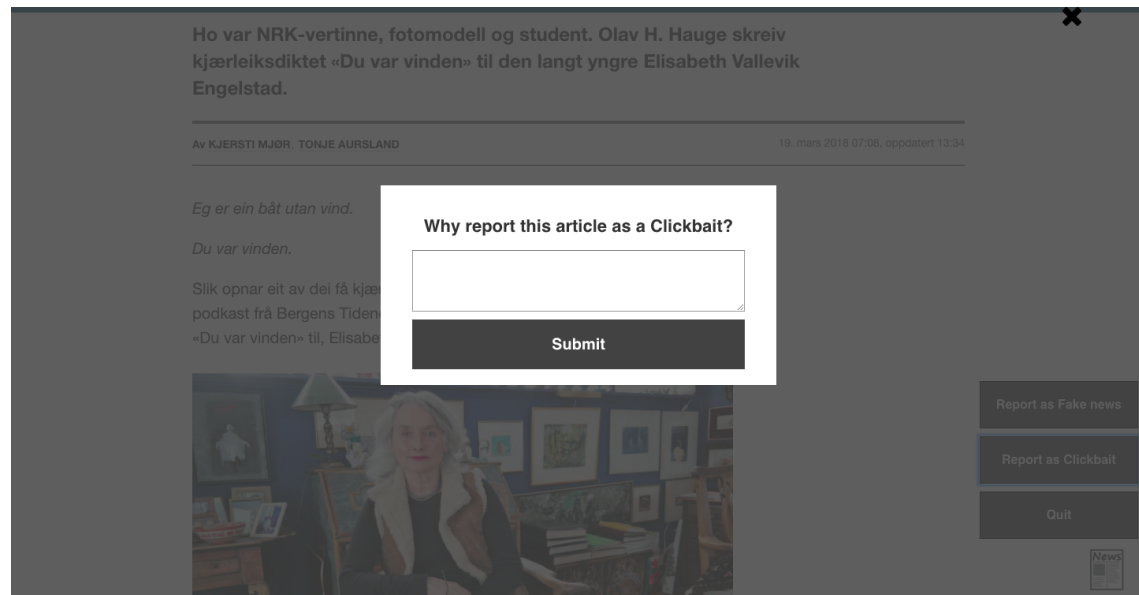 Ho var NRK-vertinne, fotomodell og student. Olav H. Hauge skreiv
kjærleiksdiktet «Du var vinden» til den langt yngre Elisabeth Vallevik
Engelstad.
Av KJERSTI MJØR, TONJE AURSLAND
19. mars 2018 07:08, oppdatert 13:34
Eg er ein båt utan vind.
Du var vinden.
Slik opnar eit av dei få
podkast frå Bergens
«Du var vinden» til,
Why report this article as a Clickbait?
Submit
Report as Fake news
Report as Clickbait
Quit
News